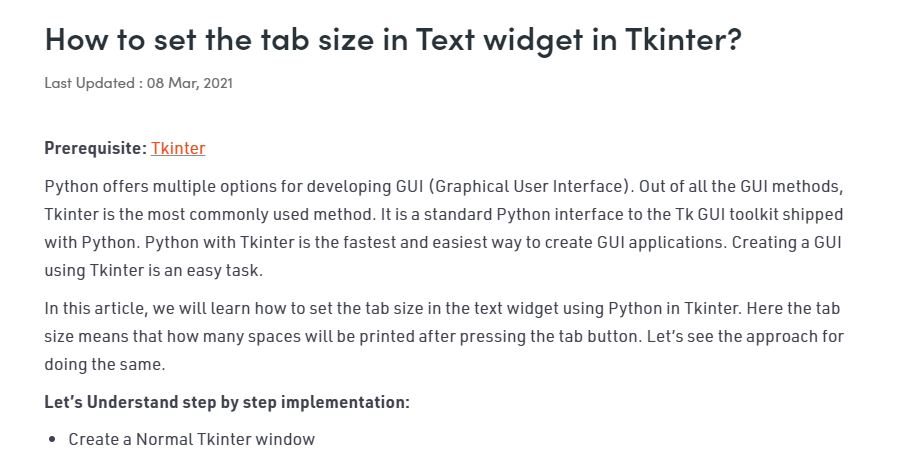 How to set the tab size in Text widget in Tkinter?
Last Updated : 08 Mar, 2021
Prerequisite: Tkinter
Python offers multiple options for developing GUI (Graphical User Interface). Out of all the GUI methods,
Tkinter is the most commonly used method. It is a standard Python interface to the Tk GUI toolkit shipped
with Python. Python with Tkinter is the fastest and easiest way to create GUI applications. Creating a GUI
using Tkinter is an easy task.
In this article, we will learn how to set the tab size in the text widget using Python in Tkinter. Here the tab
size means that how many spaces will be printed after pressing the tab button. Let’s see the approach for
doing the same.
Let’s Understand step by step implementation:
• Create a Normal Tkinter window